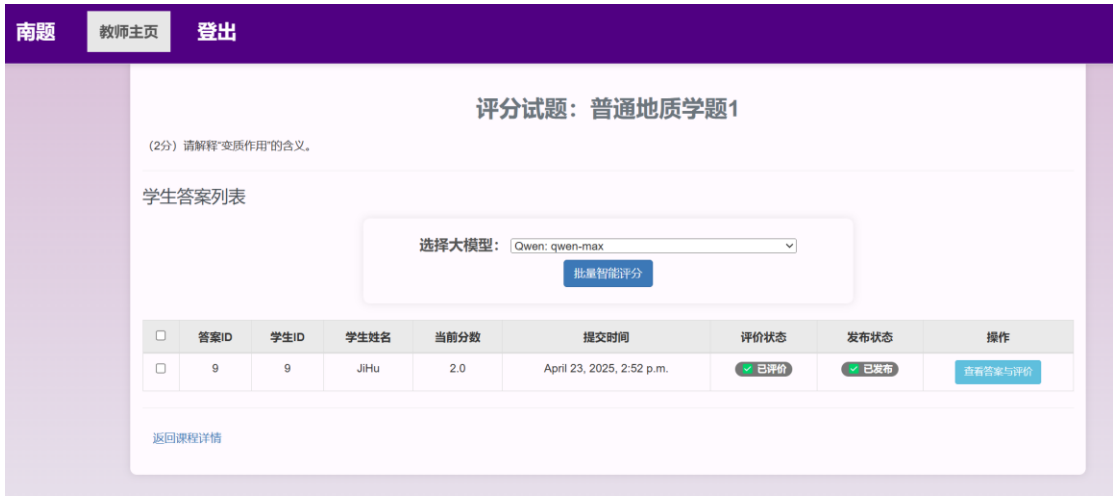 南题 教师主页 登出
评分试题：普通地质学题1
（2分）请解释“变质作用”的含义。
学生答案列表
选择大模型： Qwen: qwen-max
批量智能评分
答案ID 学生ID 学生姓名 当前分数 提交时间 评价状态 发布状态 操作
9 9 JiHu 2.0 April 23, 2025, 2:52 p.m. 已评价 已发布 查看答案与评价
返回课程详情